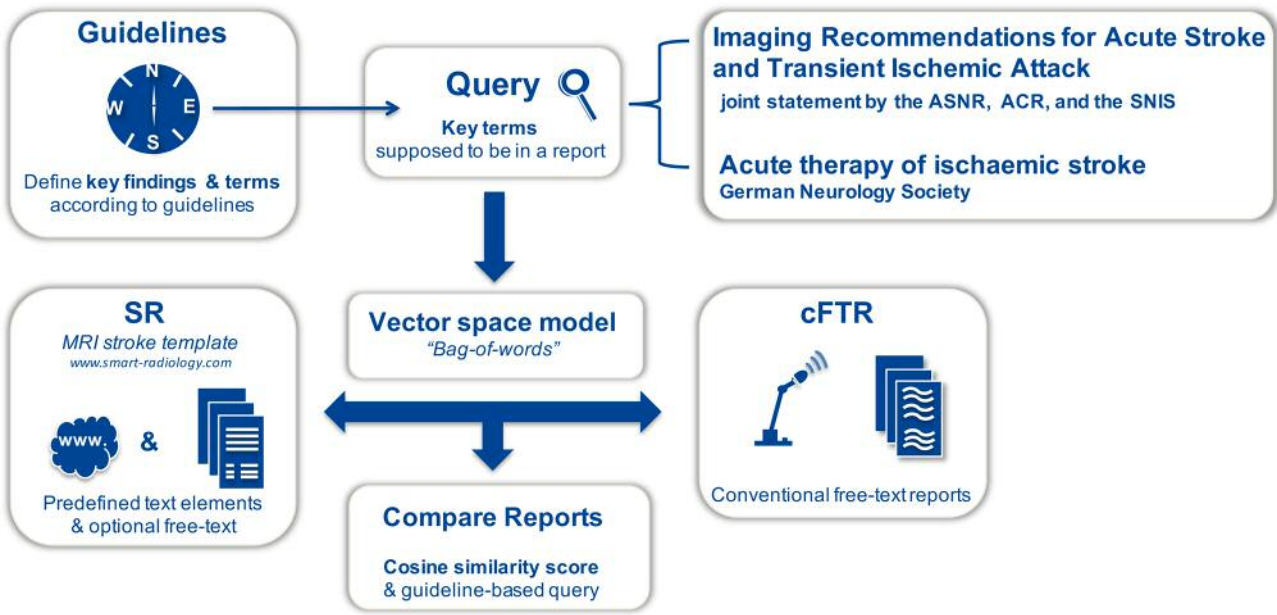 Guidelines
N
W
E
S
Define key findings & terms
according to guidelines
Query
Key terms
supposed to be in a report
Imaging Recommendations for Acute Stroke
and Transient Ischemic Attack
joint statement by the ASNR, ACR, and the SNIS
Acute therapy of ischaemic stroke
German Neurology Society
SR
MRI stroke template
www.smart-radiology.com
www.
&
Predefined text elements
& optional free-text
Vector space model
“Bag-of-words”
Compare Reports
Cosine similarity score
& guideline-based query
cFTR
Conventional free-text reports